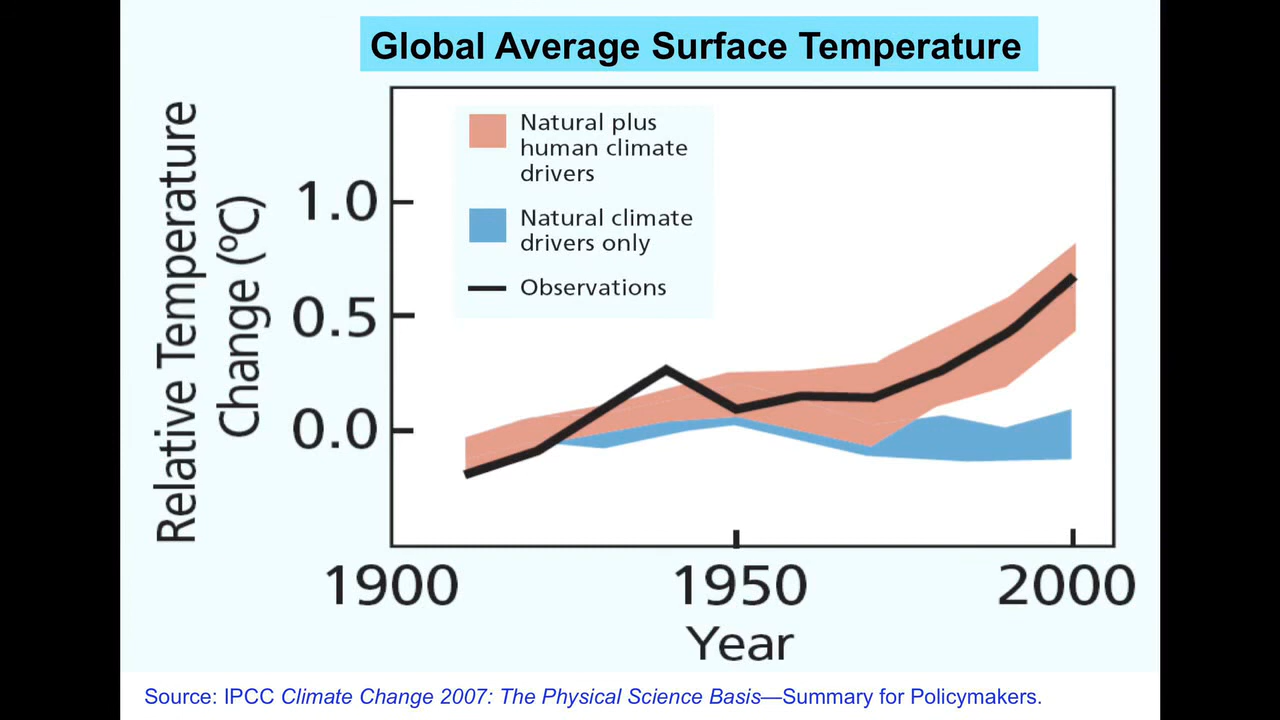 Global Average Surface Temperature
Relative Temperature
Change (ºC)
1.0
0.5
0.0
Natural plus
human climate
drivers
Natural climate
drivers only
Observations
1900
1950
2000
Year
Source: IPCC Climate Change 2007: The Physical Science Basis—Summary for Policymakers.